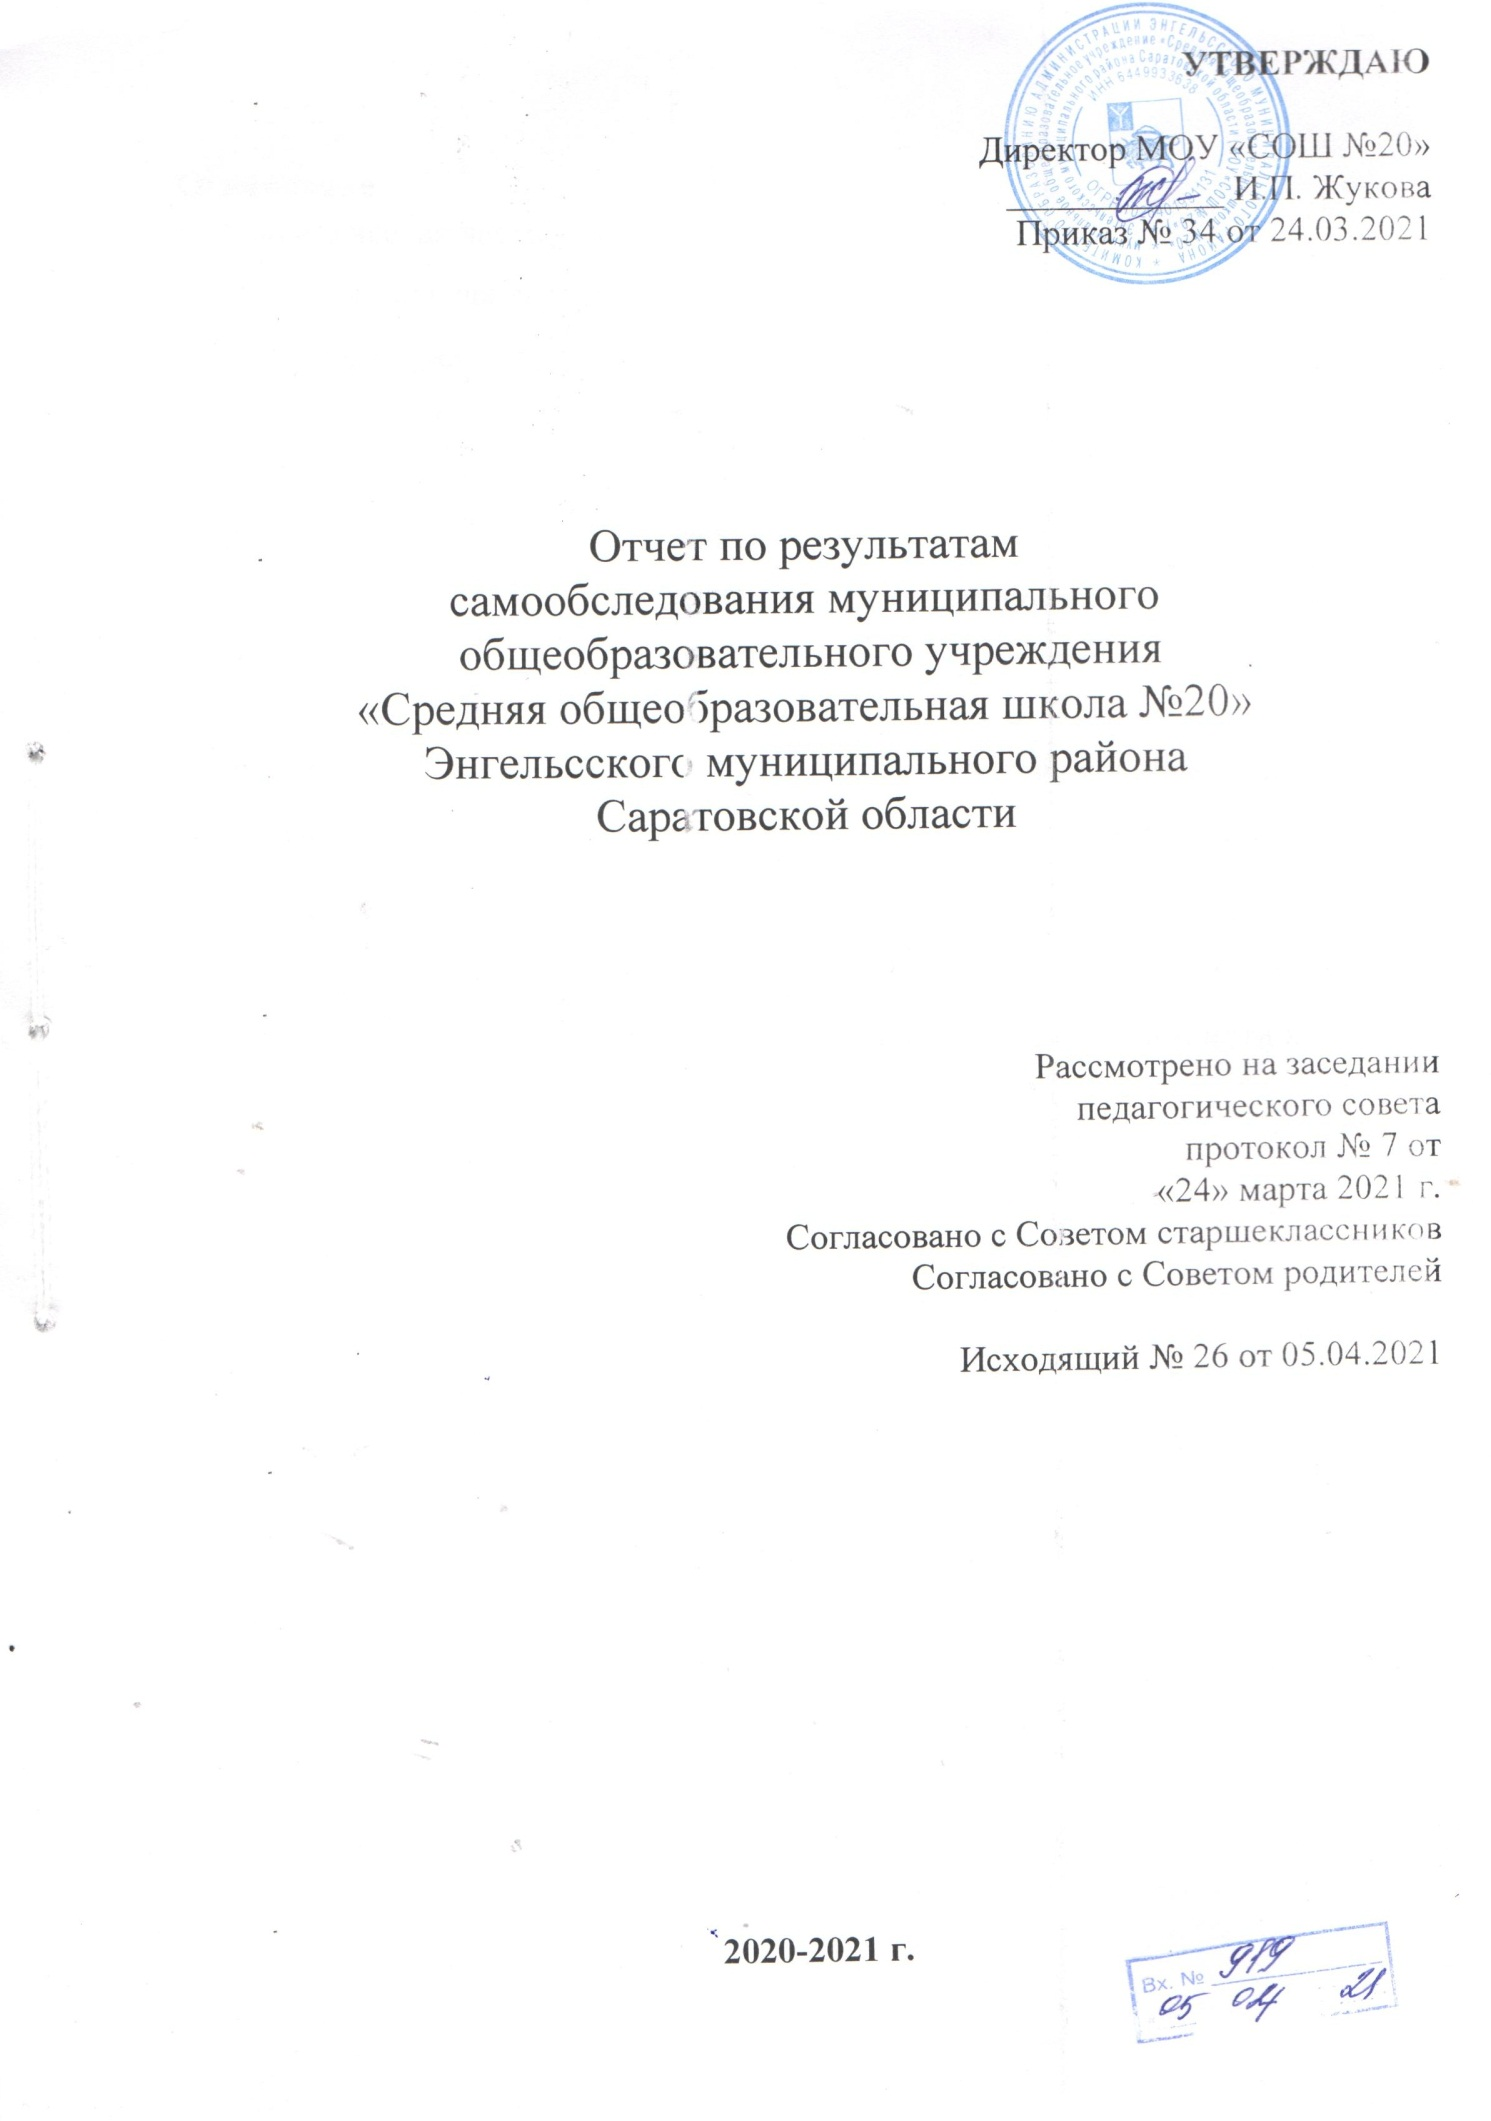 УТВЕРЖДАЮ
Директор МОУ «СОШ №20»
И.П. Жукова
Приказ № 34 от 24.03.2021
ИНН 6449933638
Отчет по результатам
самообследования муниципального
общеобразовательного учреждения
«Средняя общеобразовательная школа №20»
Энгельсского муниципального района
Саратовской области
Рассмотрено на заседании
педагогического совета
протокол № 7 от
«24» марта 2021 г.
Согласовано с Советом старшеклассников
Согласовано с Советом родителей
Исходящий № 26 от 05.04.2021
2020-2021 г.
Вх. №
05 04 21